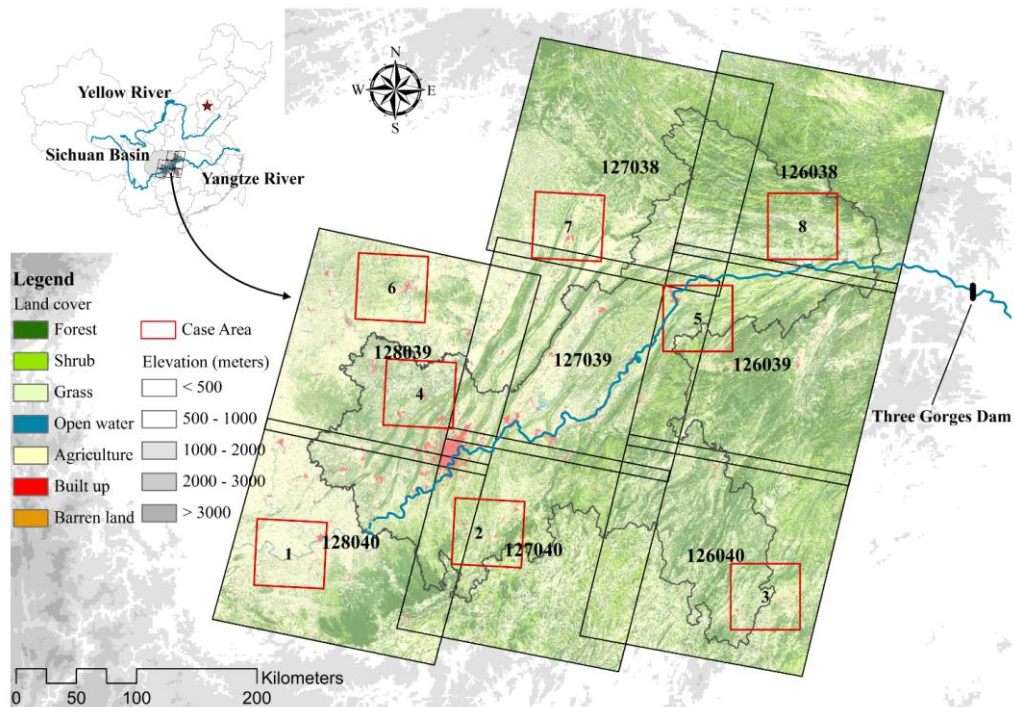 N
W E
S
Yellow River
Sichuan Basin
Yangtze River
127038
126038
7
8
6
5
128039
127039
126039
4
Three Gorges Dam
1
128040
2
127040
126040
3
Legend
Land cover
Forest
Shrub
Grass
Open water
Agriculture
Built up
Barren land
Case Area
Elevation (meters)
< 500
500 - 1000
1000 - 2000
2000 - 3000
> 3000
Kilometers
0 25 50 100 150 200